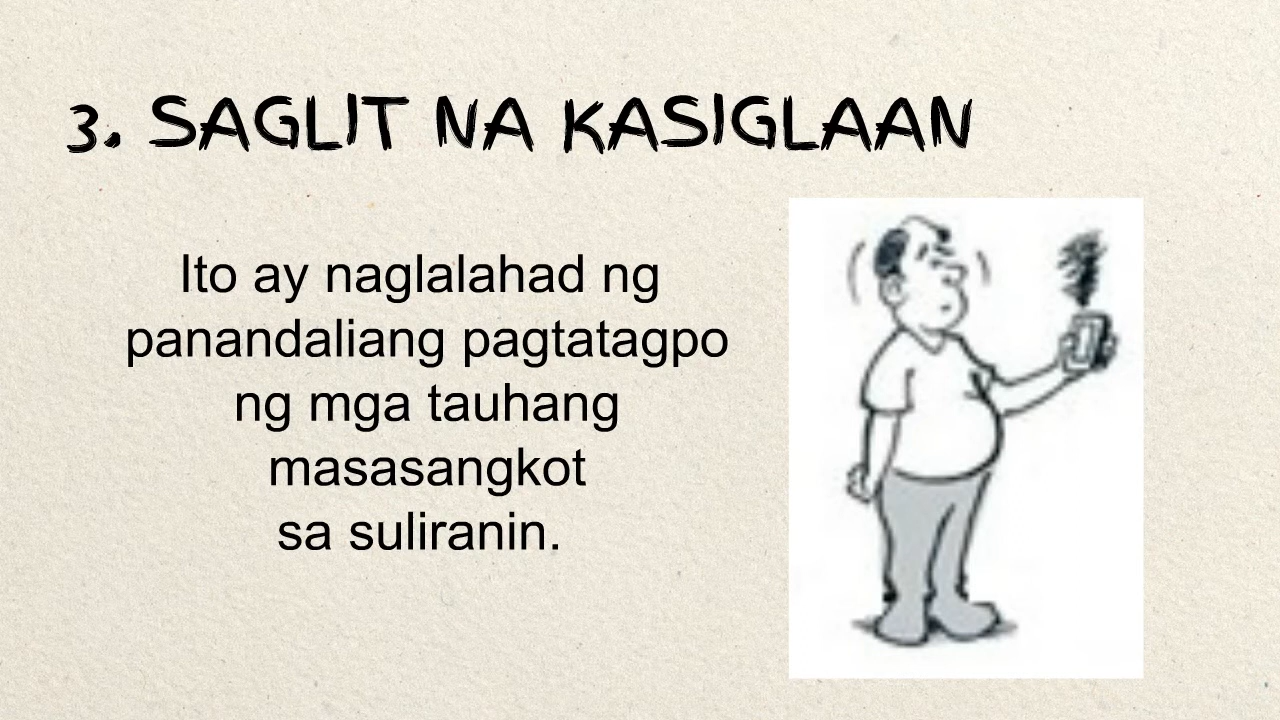 3. SAGLIT NA KASIGLAAN
Ito ay naglalahad ng
panandaliang pagtatagpo
ng mga tauhang
masasangkot
sa suliranin.